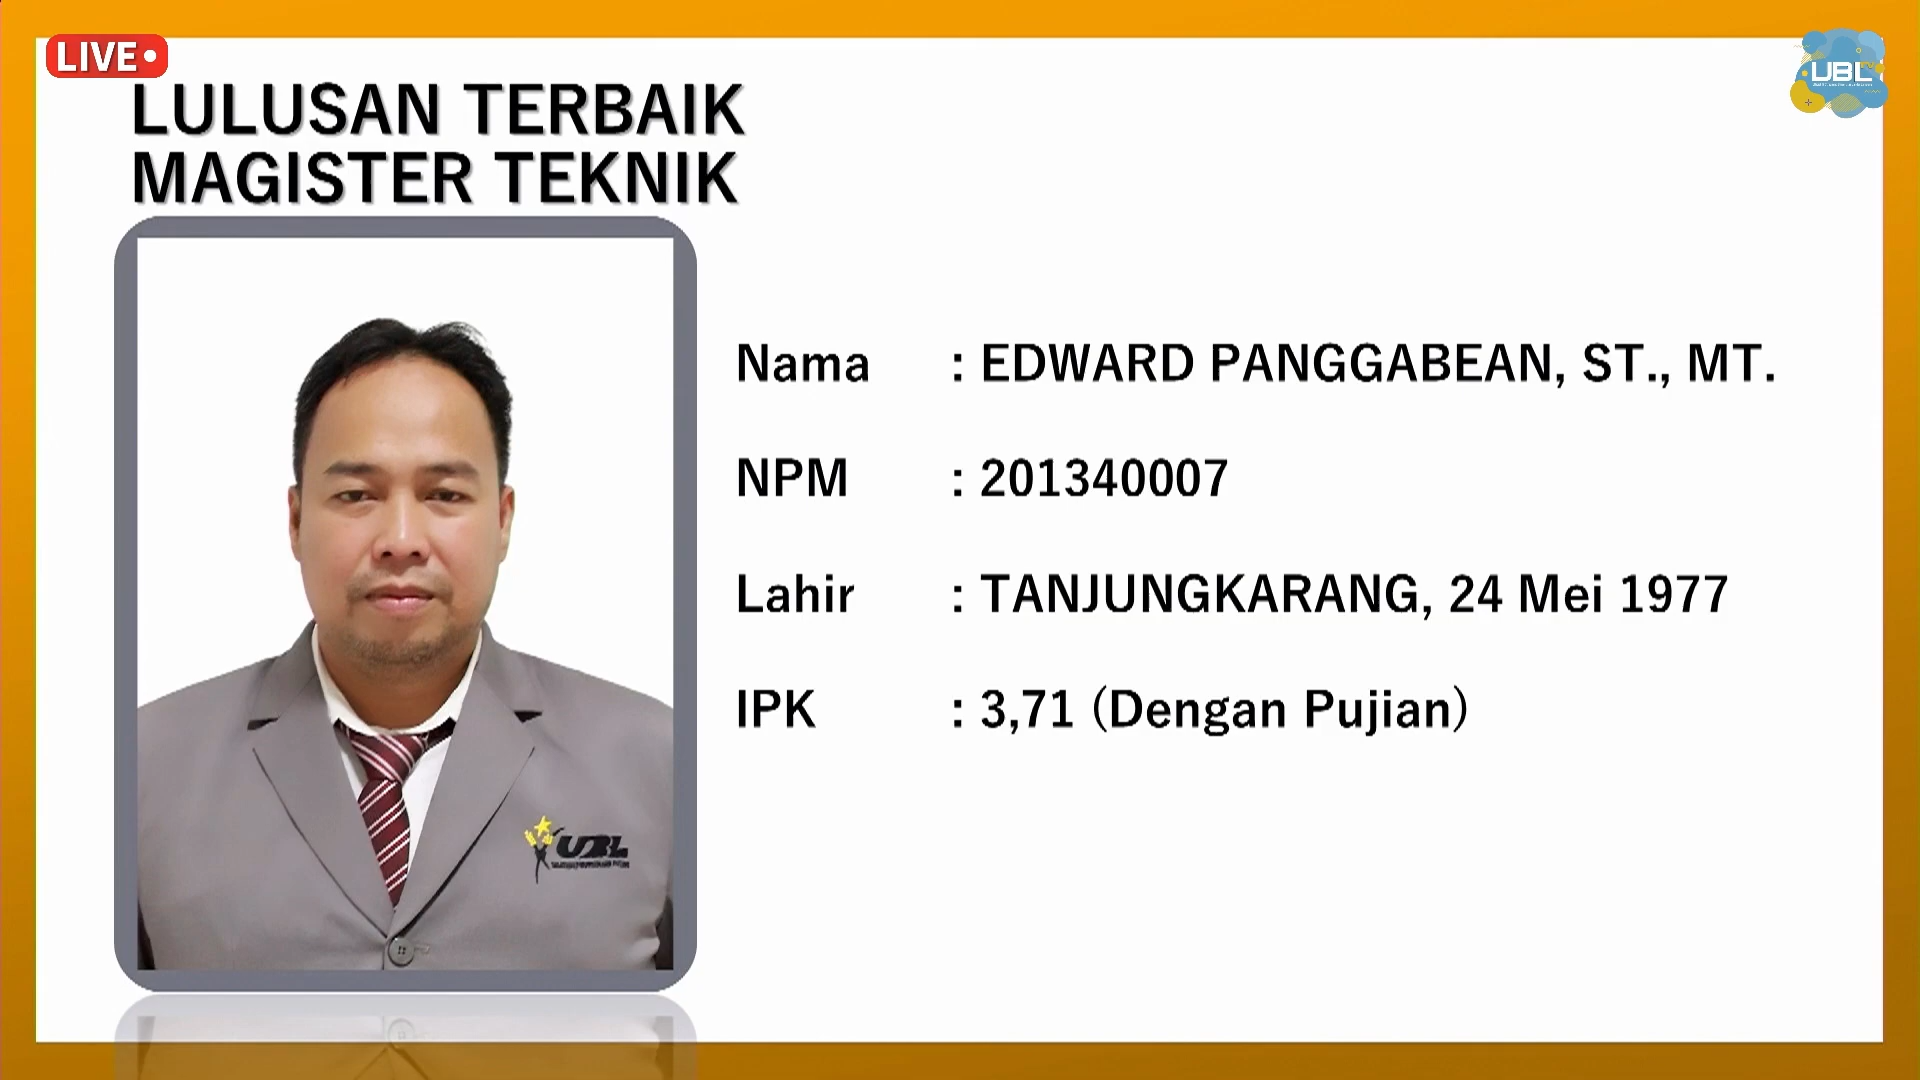 LIVE
UBL
LULUSAN TERBAIK
MAGISTER TEKNIK
Nama : EDWARD PANGGABEAN, ST., MT.
NPM : 201340007
Lahir : TANJUNGKARANG, 24 Mei 1977
IPK : 3,71 (Dengan Pujian)
UBL